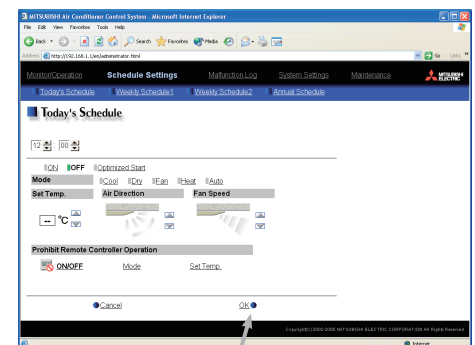 MITSUBISHI Air Conditioner Control System - Microsoft Internet Explorer
File Edit View Favorites Tools Help
Back Search Favorites Media
Address http://192.168.1.1/en/administrator.html Go Links
Monitor/Operation Schedule Settings Malfunction Log System Settings Maintenance MITSUBISHI ELECTRIC
Today's Schedule Weekly Schedule1 Weekly Schedule2 Annual Schedule
Today's Schedule
12 : 00
ON OFF Optimized Start
Mode Cool Dry Fan Heat Auto
Set Temp. Air Direction Fan Speed
-- °C
Prohibit Remote Controller Operation
ON/OFF Mode Set Temp.
Cancel OK
Copyright(C)2002-2009 MITSUBISHI ELECTRIC CORPORATION All Rights Reserved
Internet